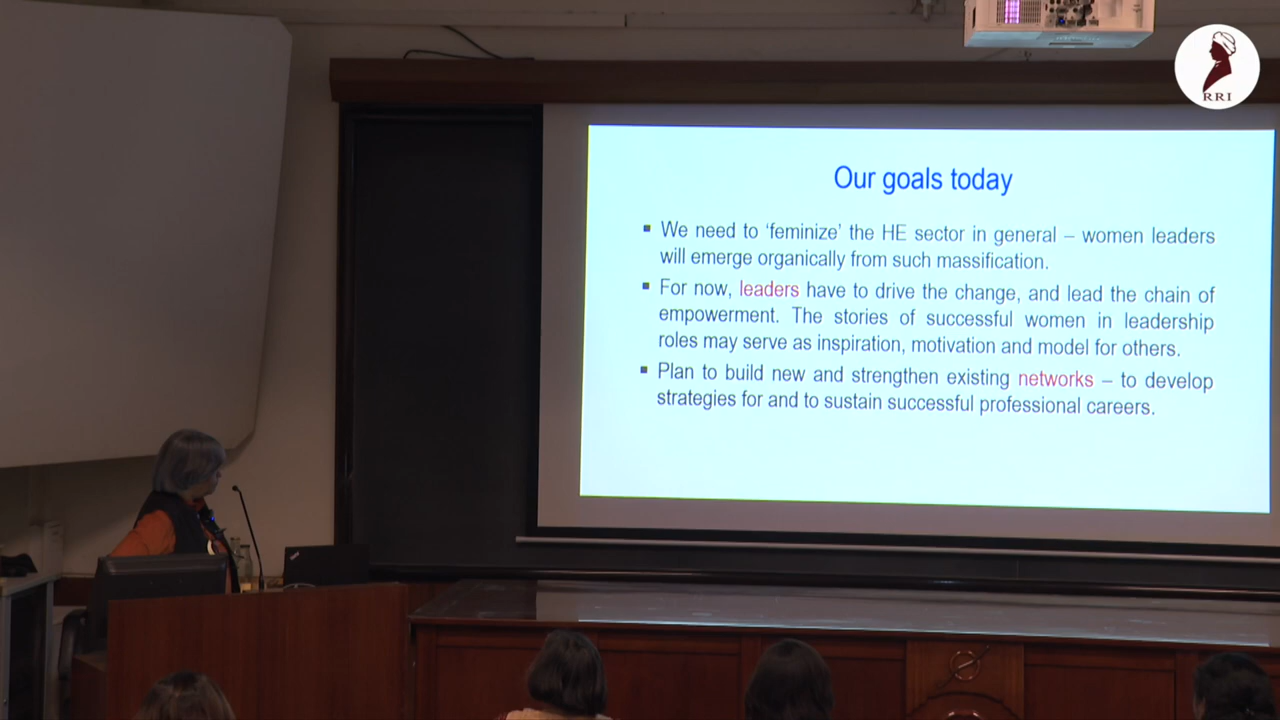 RRI
Our goals today
▪ We need to ‘feminize’ the HE sector in general – women leaders
will emerge organically from such massification.
▪ For now, leaders have to drive the change, and lead the chain of
empowerment. The stories of successful women in leadership
roles may serve as inspiration, motivation and model for others.
▪ Plan to build new and strengthen existing networks – to develop
strategies for and to sustain successful professional careers.